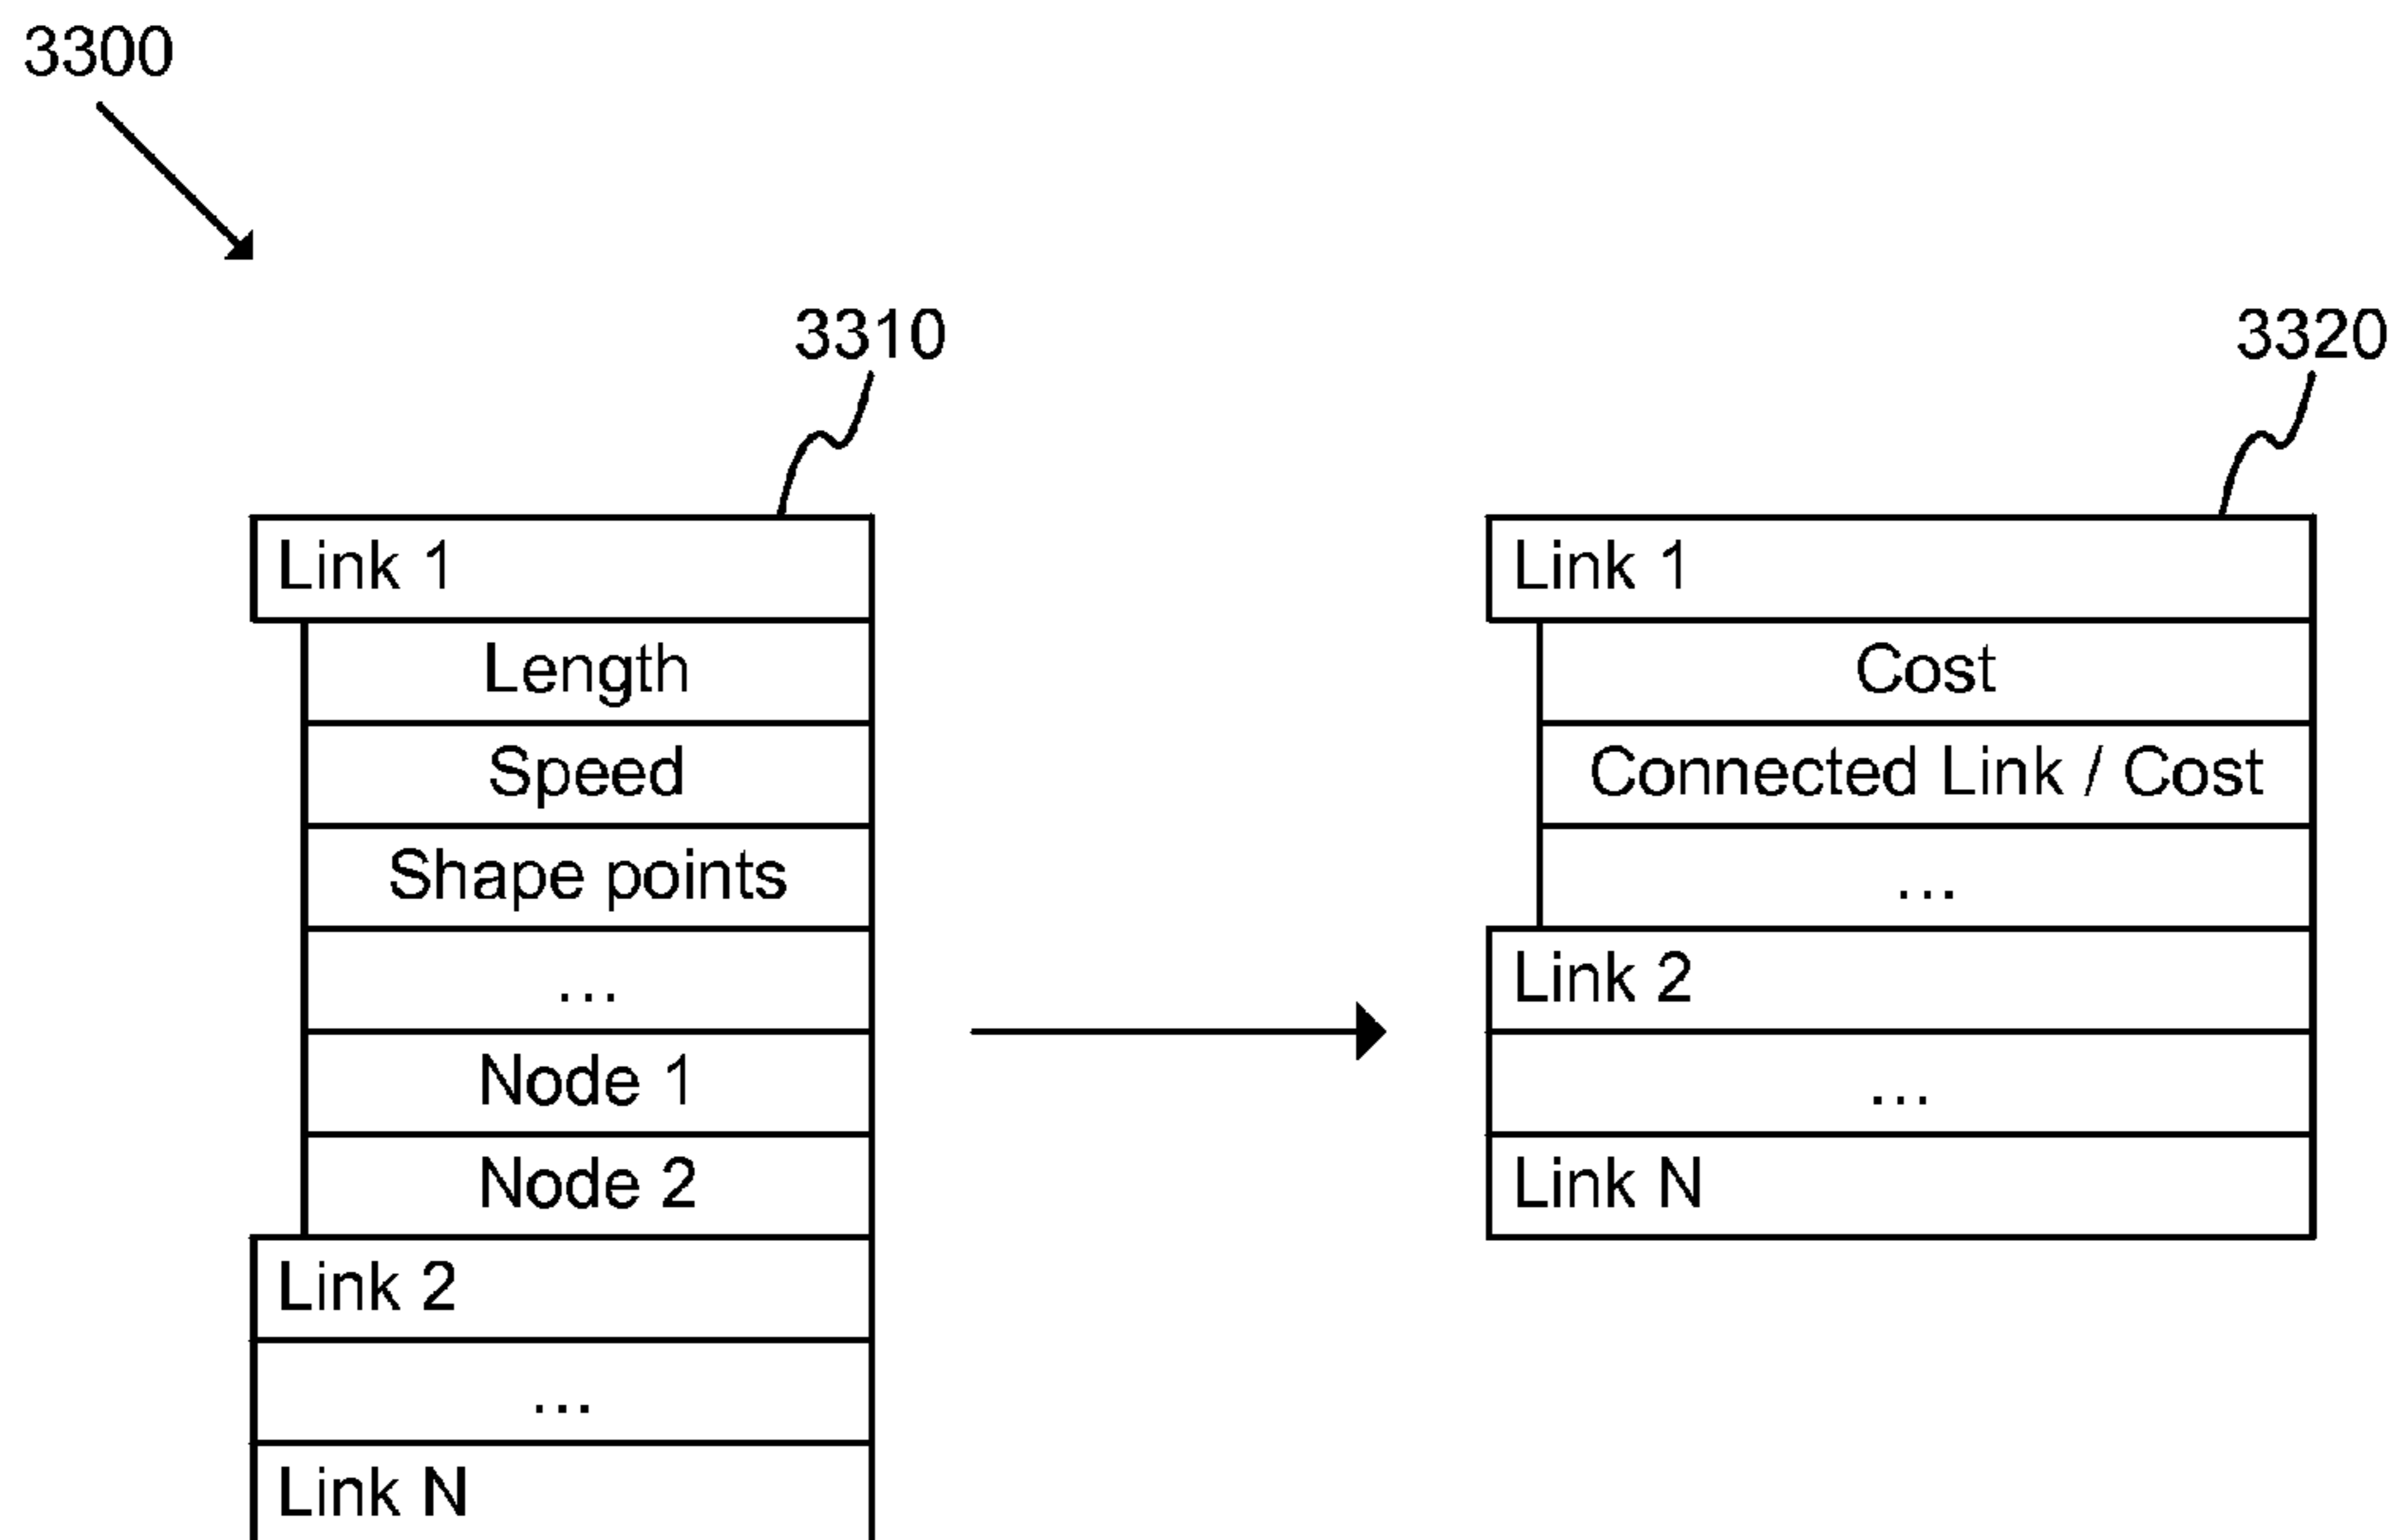 3300
3310
3320
Link 1
Length
Speed
Shape points
...
Node 1
Node 2
Link 2
...
Link N
Link 1
Cost
Connected Link / Cost
...
Link 2
...
Link N